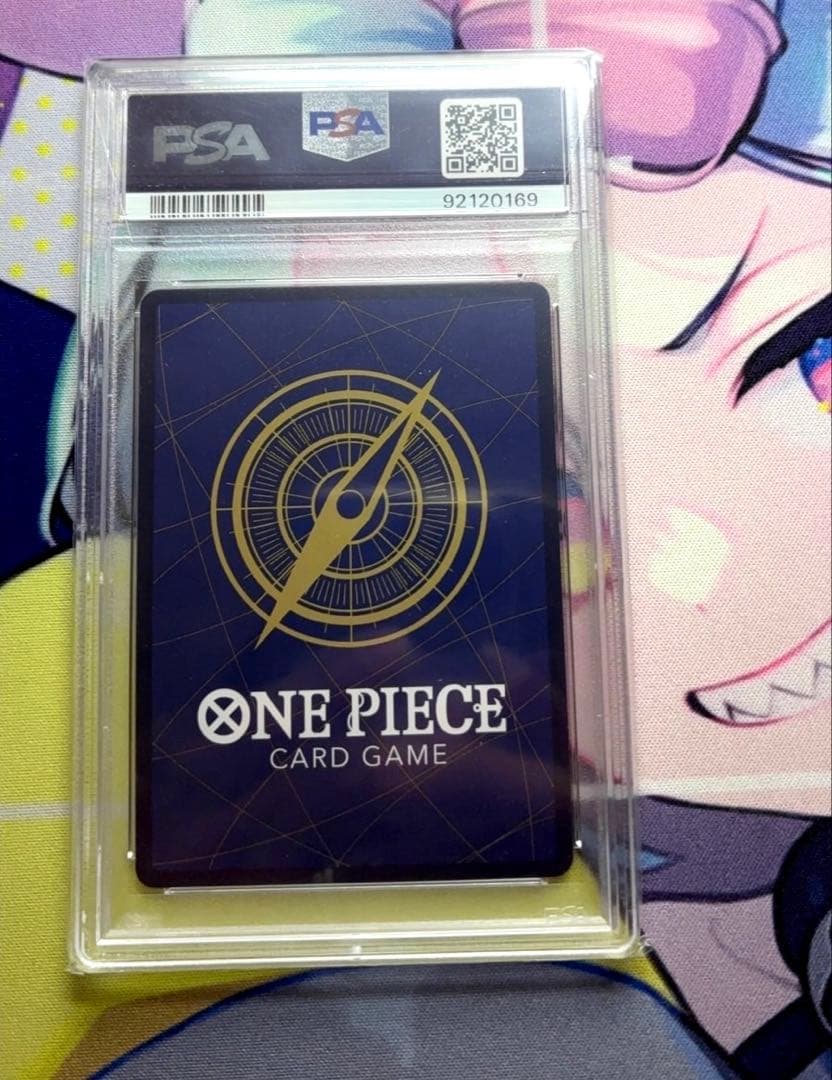 PSA
PSA
92120169
ONE PIECE
CARD GAME